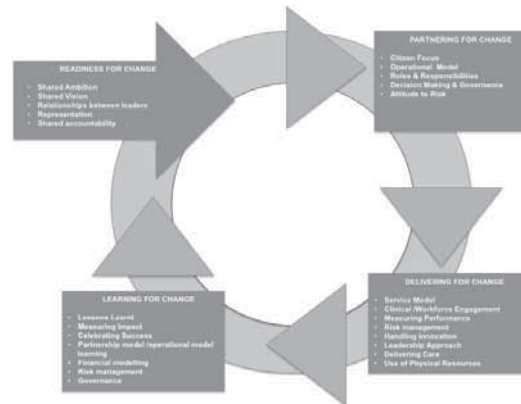 READINESS FOR CHANGE
• Shared Ambition
• Shared Vision
• Relationships between leaders
• Representation
• Shared accountability
PARTNERING FOR CHANGE
• Citizen Focus
• Operational Model
• Roles & Responsibilities
• Decision Making & Governance
• Attitude to Risk
DELIVERING FOR CHANGE
• Service Model
• Clinical /Workforce Engagement
• Measuring Performance
• Risk management
• Handling Innovation
• Leadership Approach
• Delivering Care
• Use of Physical Resources
LEARNING FOR CHANGE
• Lessons Learnt
• Measuring Impact
• Celebrating Success
• Partnership model /operational model
learning
• Financial modelling
• Risk management
• Governance